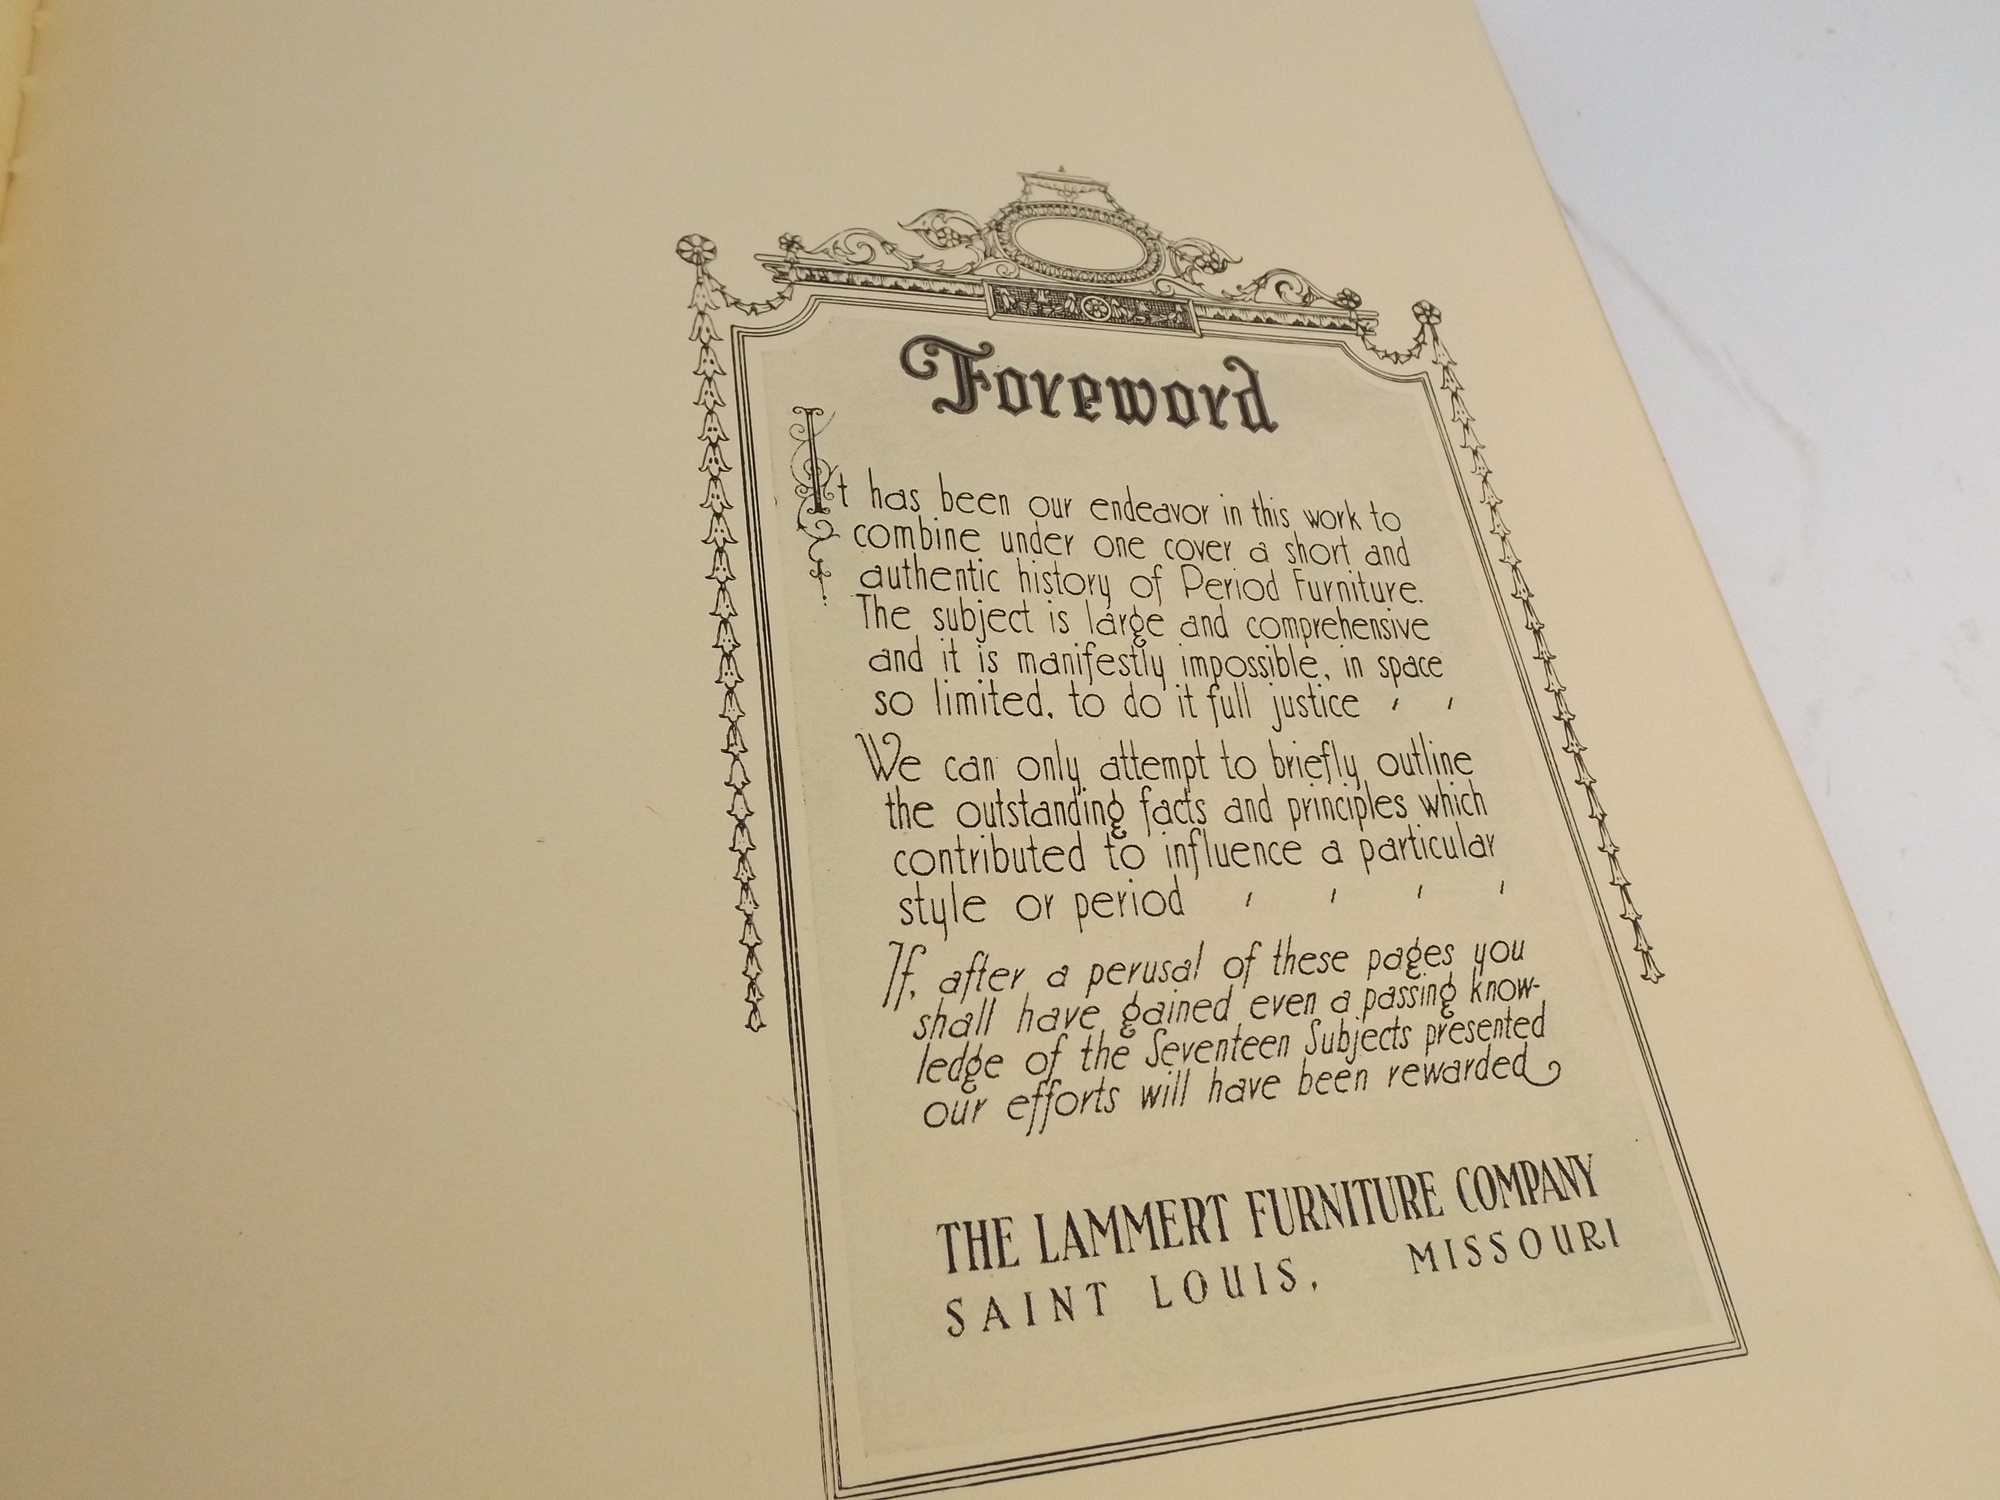 Foreword
It has been our endeavor in this work to
combine under one cover a short and
authentic history of Period Furniture.
The subject is large and comprehensive
and it is manifestly impossible, in space
so limited, to do it full justice
We can only attempt to briefly outline
the outstanding facts and principles which
contributed to influence a particular
style or period
If, after a perusal of these pages you
shall have gained even a passing know-
ledge of the Seventeen Subjects presented
our efforts will have been rewarded
THE LAMMERT FURNITURE COMPANY
SAINT LOUIS, MISSOURI